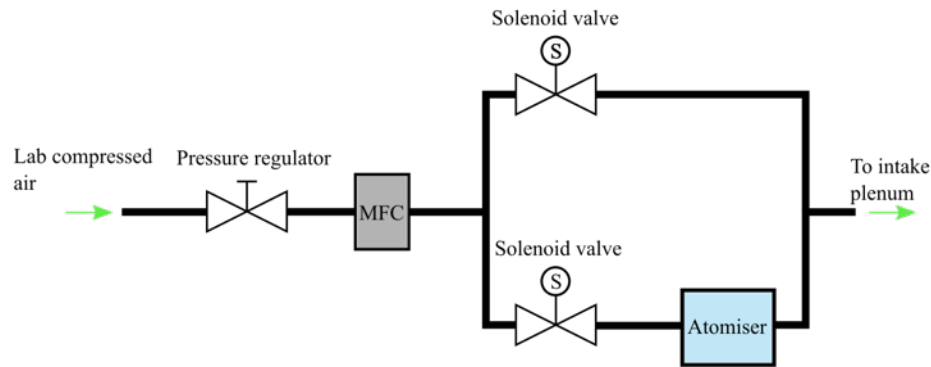 Solenoid valve
S
Lab compressed
air
Pressure regulator
MFC
To intake
plenum
Solenoid valve
S
Atomiser